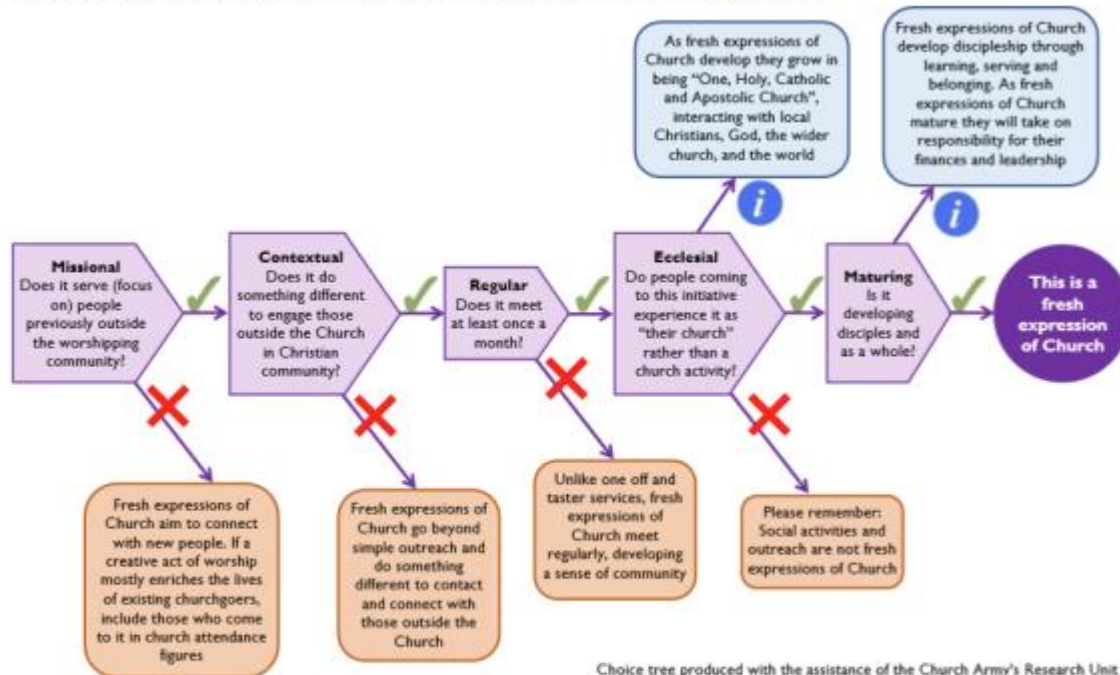 As fresh expressions of
Church develop they grow in
being "One, Holy, Catholic
and Apostolic Church",
interacting with local
Christians, God, the wider
church, and the world
Fresh expressions of Church
develop discipleship through
learning, serving and
belonging. As fresh
expressions of Church
mature they will take on
responsibility for their
finances and leadership
i
i
Missional
Does it serve (focus
on) people
previously outside
the worshipping
community?
Contextual
Does it do
something different
to engage those
outside the Church
in Christian
community?
Regular
Does it meet
at least once a
month?
Ecclesial
Do people coming
to this initiative
experience it as
"their church"
rather than a
church activity?
Maturing
Is it
developing
disciples and
as a whole?
This is a
fresh
expression
of Church
Fresh expressions of
Church aim to connect
with new people. If a
creative act of worship
mostly enriches the lives
of existing churchgoers,
include those who come
to it in church attendance
figures
Fresh expressions of
Church go beyond
simple outreach and
do something
different to contact
and connect with
those outside the
Church
Unlike one off and
taster services, fresh
expressions of
Church meet
regularly, developing
a sense of community
Please remember:
Social activities and
outreach are not fresh
expressions of Church
Choice tree produced with the assistance of the Church Army's Research Unit